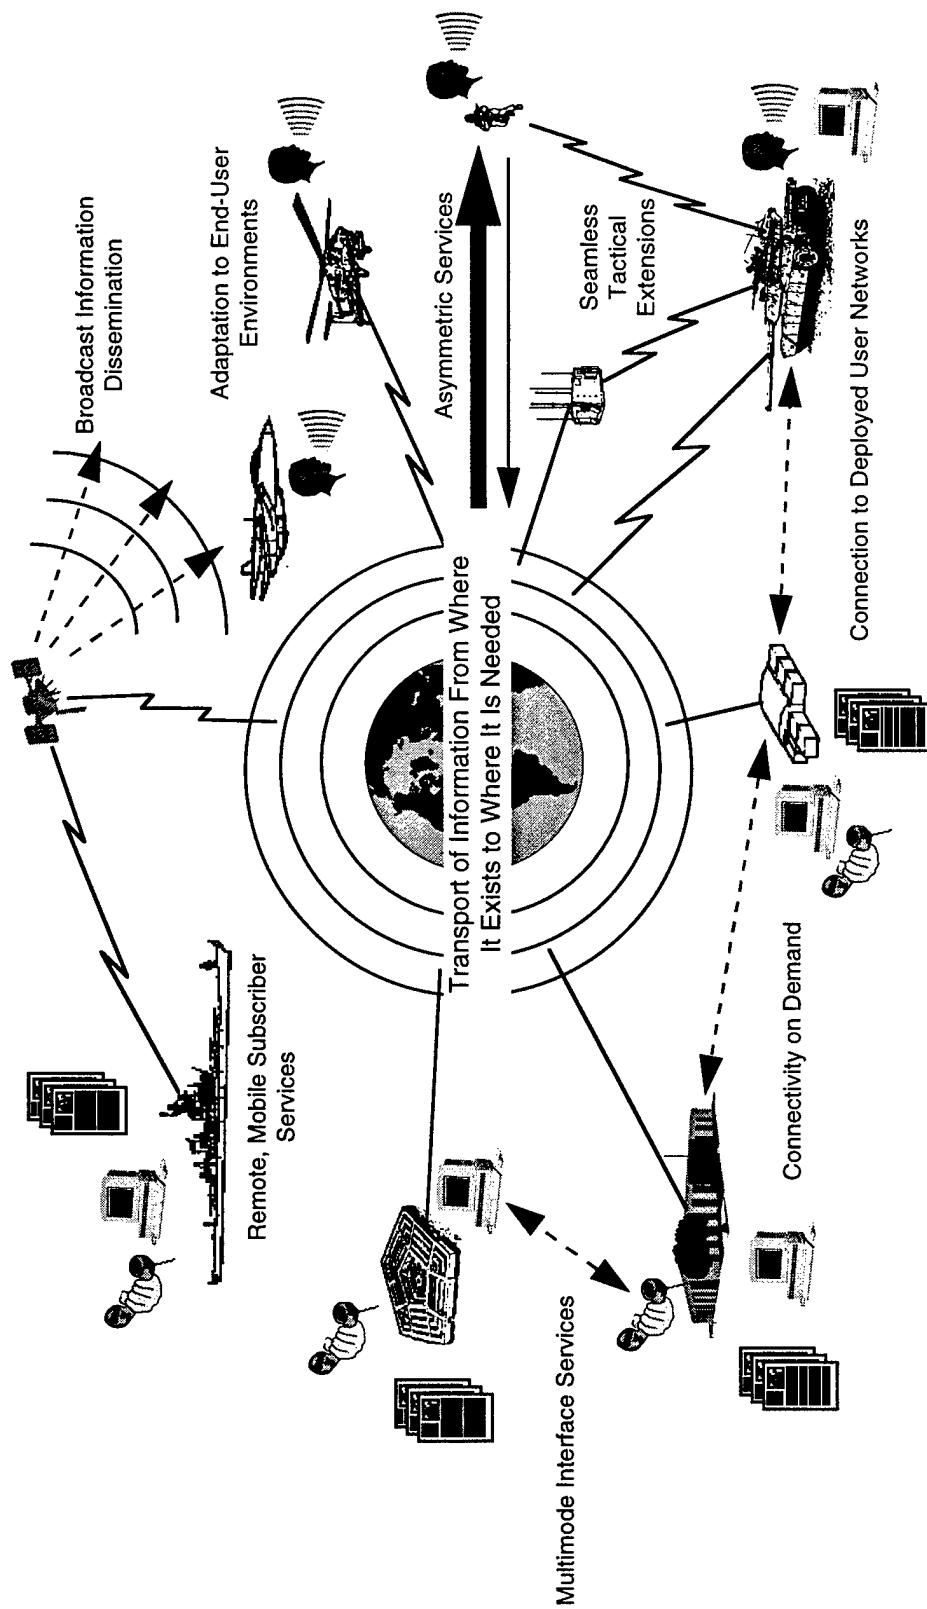 Broadcast Information
Dissemination
Adaptation to End-User
Environments
Remote, Mobile Subscriber
Services
Asymmetric Services
Transport of Information From Where
It Exists to Where It Is Needed
Seamless
Tactical
Extensions
Multimode Interface Services
Connectivity on Demand
Connection to Deployed User Networks